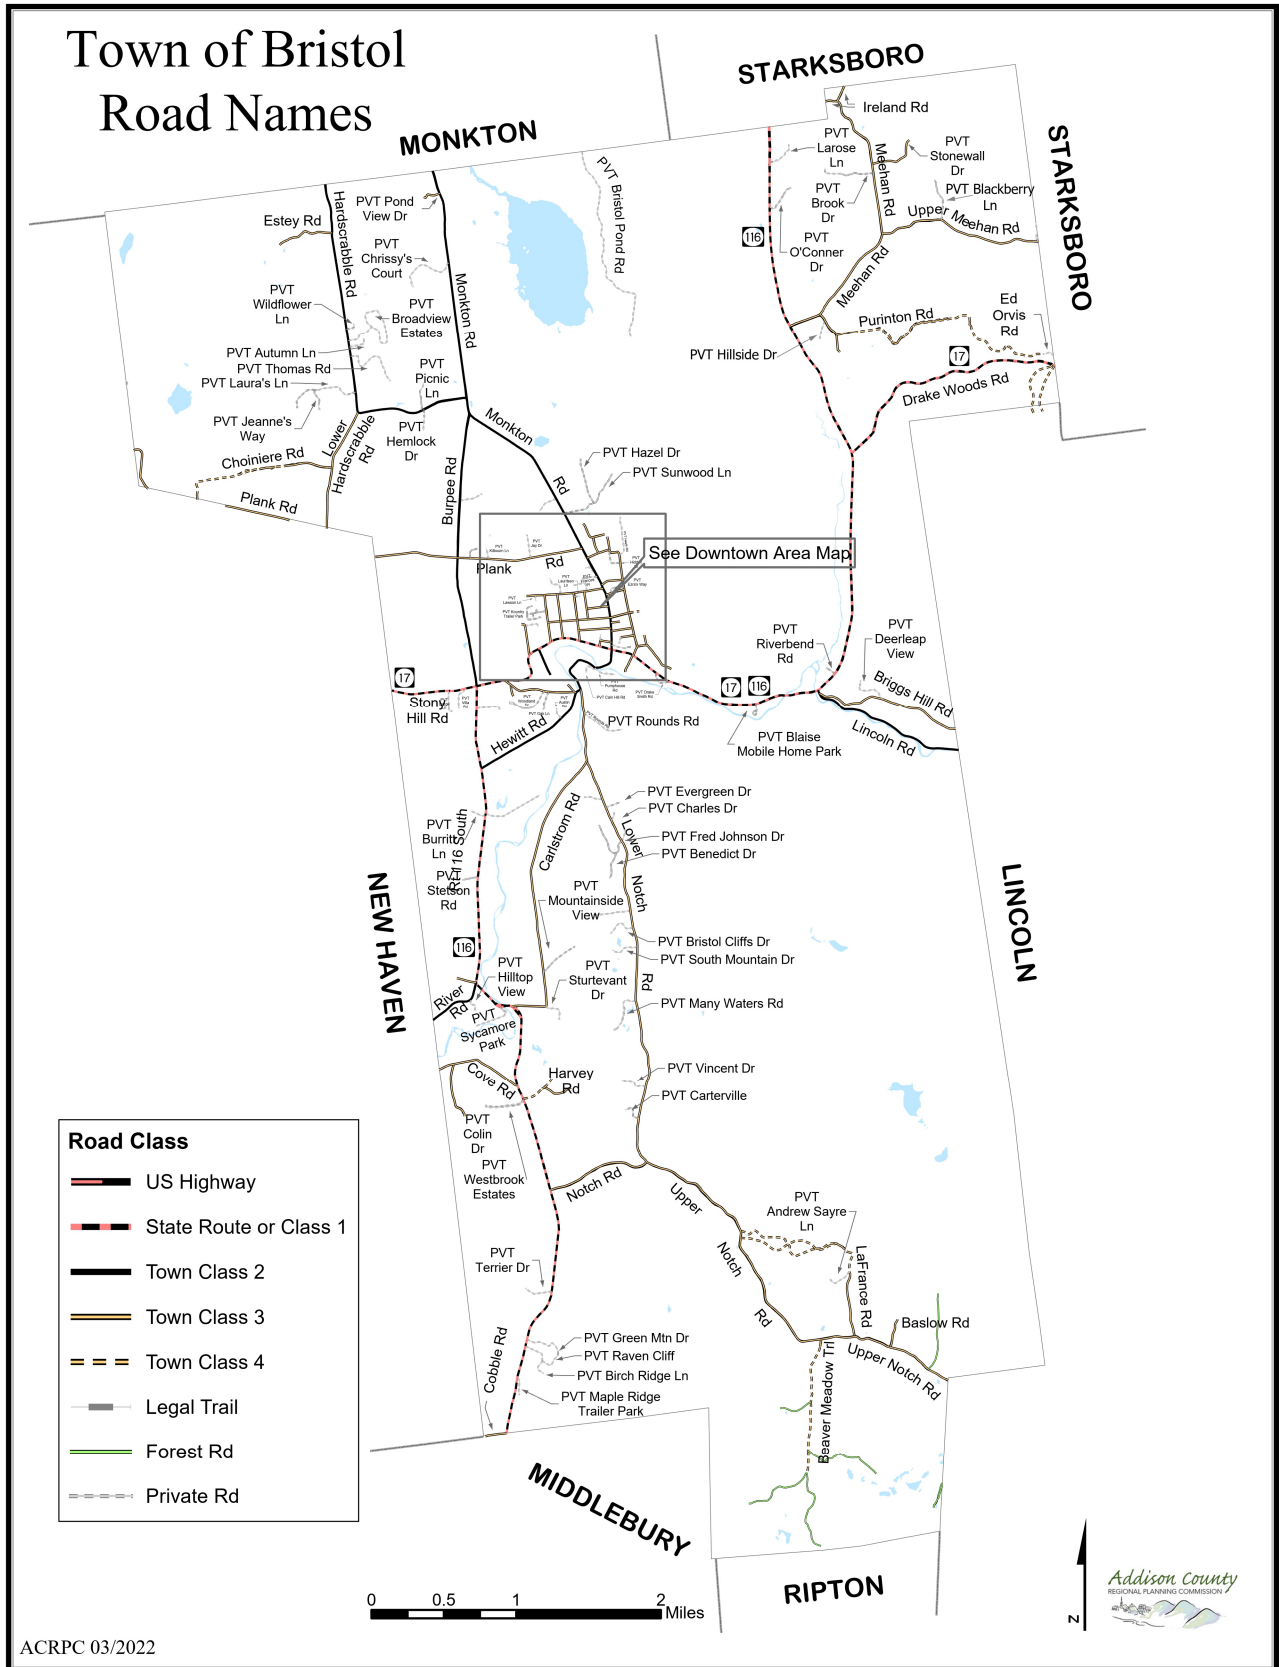 Town of Bristol
Road Names
STARKSBORO
MONKTON
STARKSBORO
NEW HAVEN
LINCOLN
MIDDLEBURY
RIPTON
Ireland Rd
PVT
Larose
Ln
Meehan Rd
PVT
Stonewall
Dr
PVT Blackberry
Ln
PVT
Brook
Dr
Upper Meehan Rd
116
PVT
O'Conner
Dr
Meehan Rd
Ed
Orvis
Rd
Purinton Rd
PVT Hillside Dr
17
Drake Woods Rd
PVT Bristol Pond Rd
Estey Rd
Hardscrabble Rd
PVT Pond
View Dr
PVT
Chrissy's
Court
Monkton Rd
PVT
Wildflower
Ln
PVT
Broadview
Estates
PVT Autumn Ln
PVT Thomas Rd
PVT Laura's Ln
PVT
Picnic
Ln
PVT Jeanne's
Way
Lower
Hardscrabble
Rd
PVT
Hemlock
Dr
Monkton
Rd
Choiniere Rd
Plank Rd
Burpee Rd
PVT Hazel Dr
PVT Sunwood Ln
See Downtown Area Map
Plank
Rd
PVT
Jay Dr
PVT
Lawson Ln
PVT
Riverbend
Rd
PVT
Deerleap
View
Briggs Hill Rd
17
Stony
Hill Rd
17
116
Lincoln Rd
PVT Blaise
Mobile Home Park
Hewitt Rd
PVT Rounds Rd
PVT Evergreen Dr
PVT Charles Dr
Carlstrom Rd
Lower
Notch
Rd
PVT Fred Johnson Dr
PVT Benedict Dr
PVT
Burritt
Ln
Rt 116 South
PVT
Stetson
Rd
PVT
Mountainside
View
PVT Bristol Cliffs Dr
PVT South Mountain Dr
116
PVT
Hilltop
View
PVT
Sturtevant
Dr
River
Rd
PVT Many Waters Rd
PVT
Sycamore
Park
Cove Rd
Harvey
Rd
PVT Vincent Dr
PVT Carterville
PVT
Colin
Dr
PVT
Westbrook
Estates
Notch Rd
Upper
Notch
Rd
PVT
Andrew Sayre
Ln
LaFrance Rd
PVT
Terrier Dr
Baslow Rd
Upper Notch Rd
Beaver Meadow Trl
Cobble Rd
PVT Green Mtn Dr
PVT Raven Cliff
PVT Birch Ridge Ln
PVT Maple Ridge
Trailer Park
Road Class
US Highway
State Route or Class 1
Town Class 2
Town Class 3
Town Class 4
Legal Trail
Forest Rd
Private Rd
0 0.5 1 2
Miles
N
Addison County
REGIONAL PLANNING COMMISSION
ACRPC 03/2022